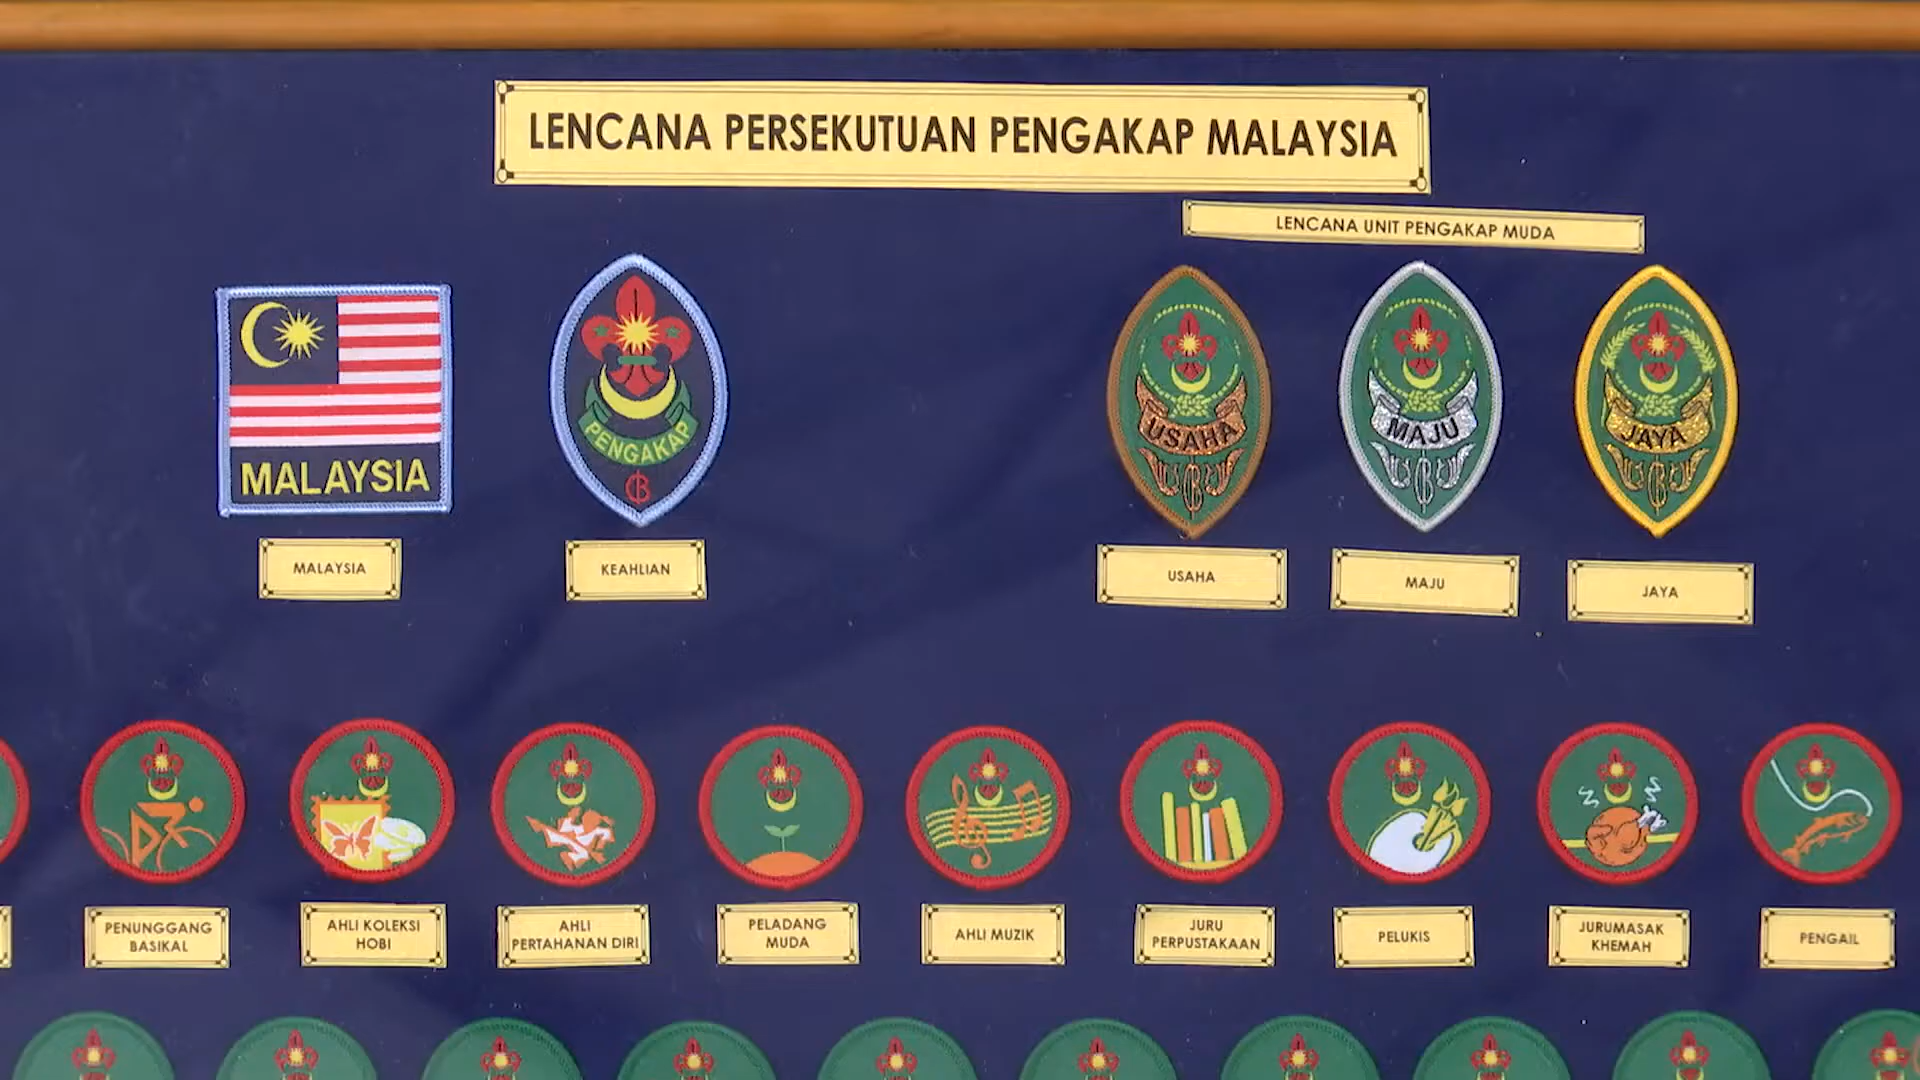 LENCANA PERSEKUTUAN PENGAKAP MALAYSIA
LENCANA UNIT PENGAKAP MUDA
MALAYSIA
PENGAKAP
USAHA
MAJU
JAYA
MALAYSIA
KEAHLIAN
USAHA
MAJU
JAYA
PENUNGGANG
BASIKAL
AHLI KOLEKSI
HOBI
AHLI
PERTAHANAN DIRI
PELADANG
MUDA
AHLI MUZIK
JURU
PERPUSTAKAAN
PELUKIS
JURUMASAK
KHEMAH
PENGAIL